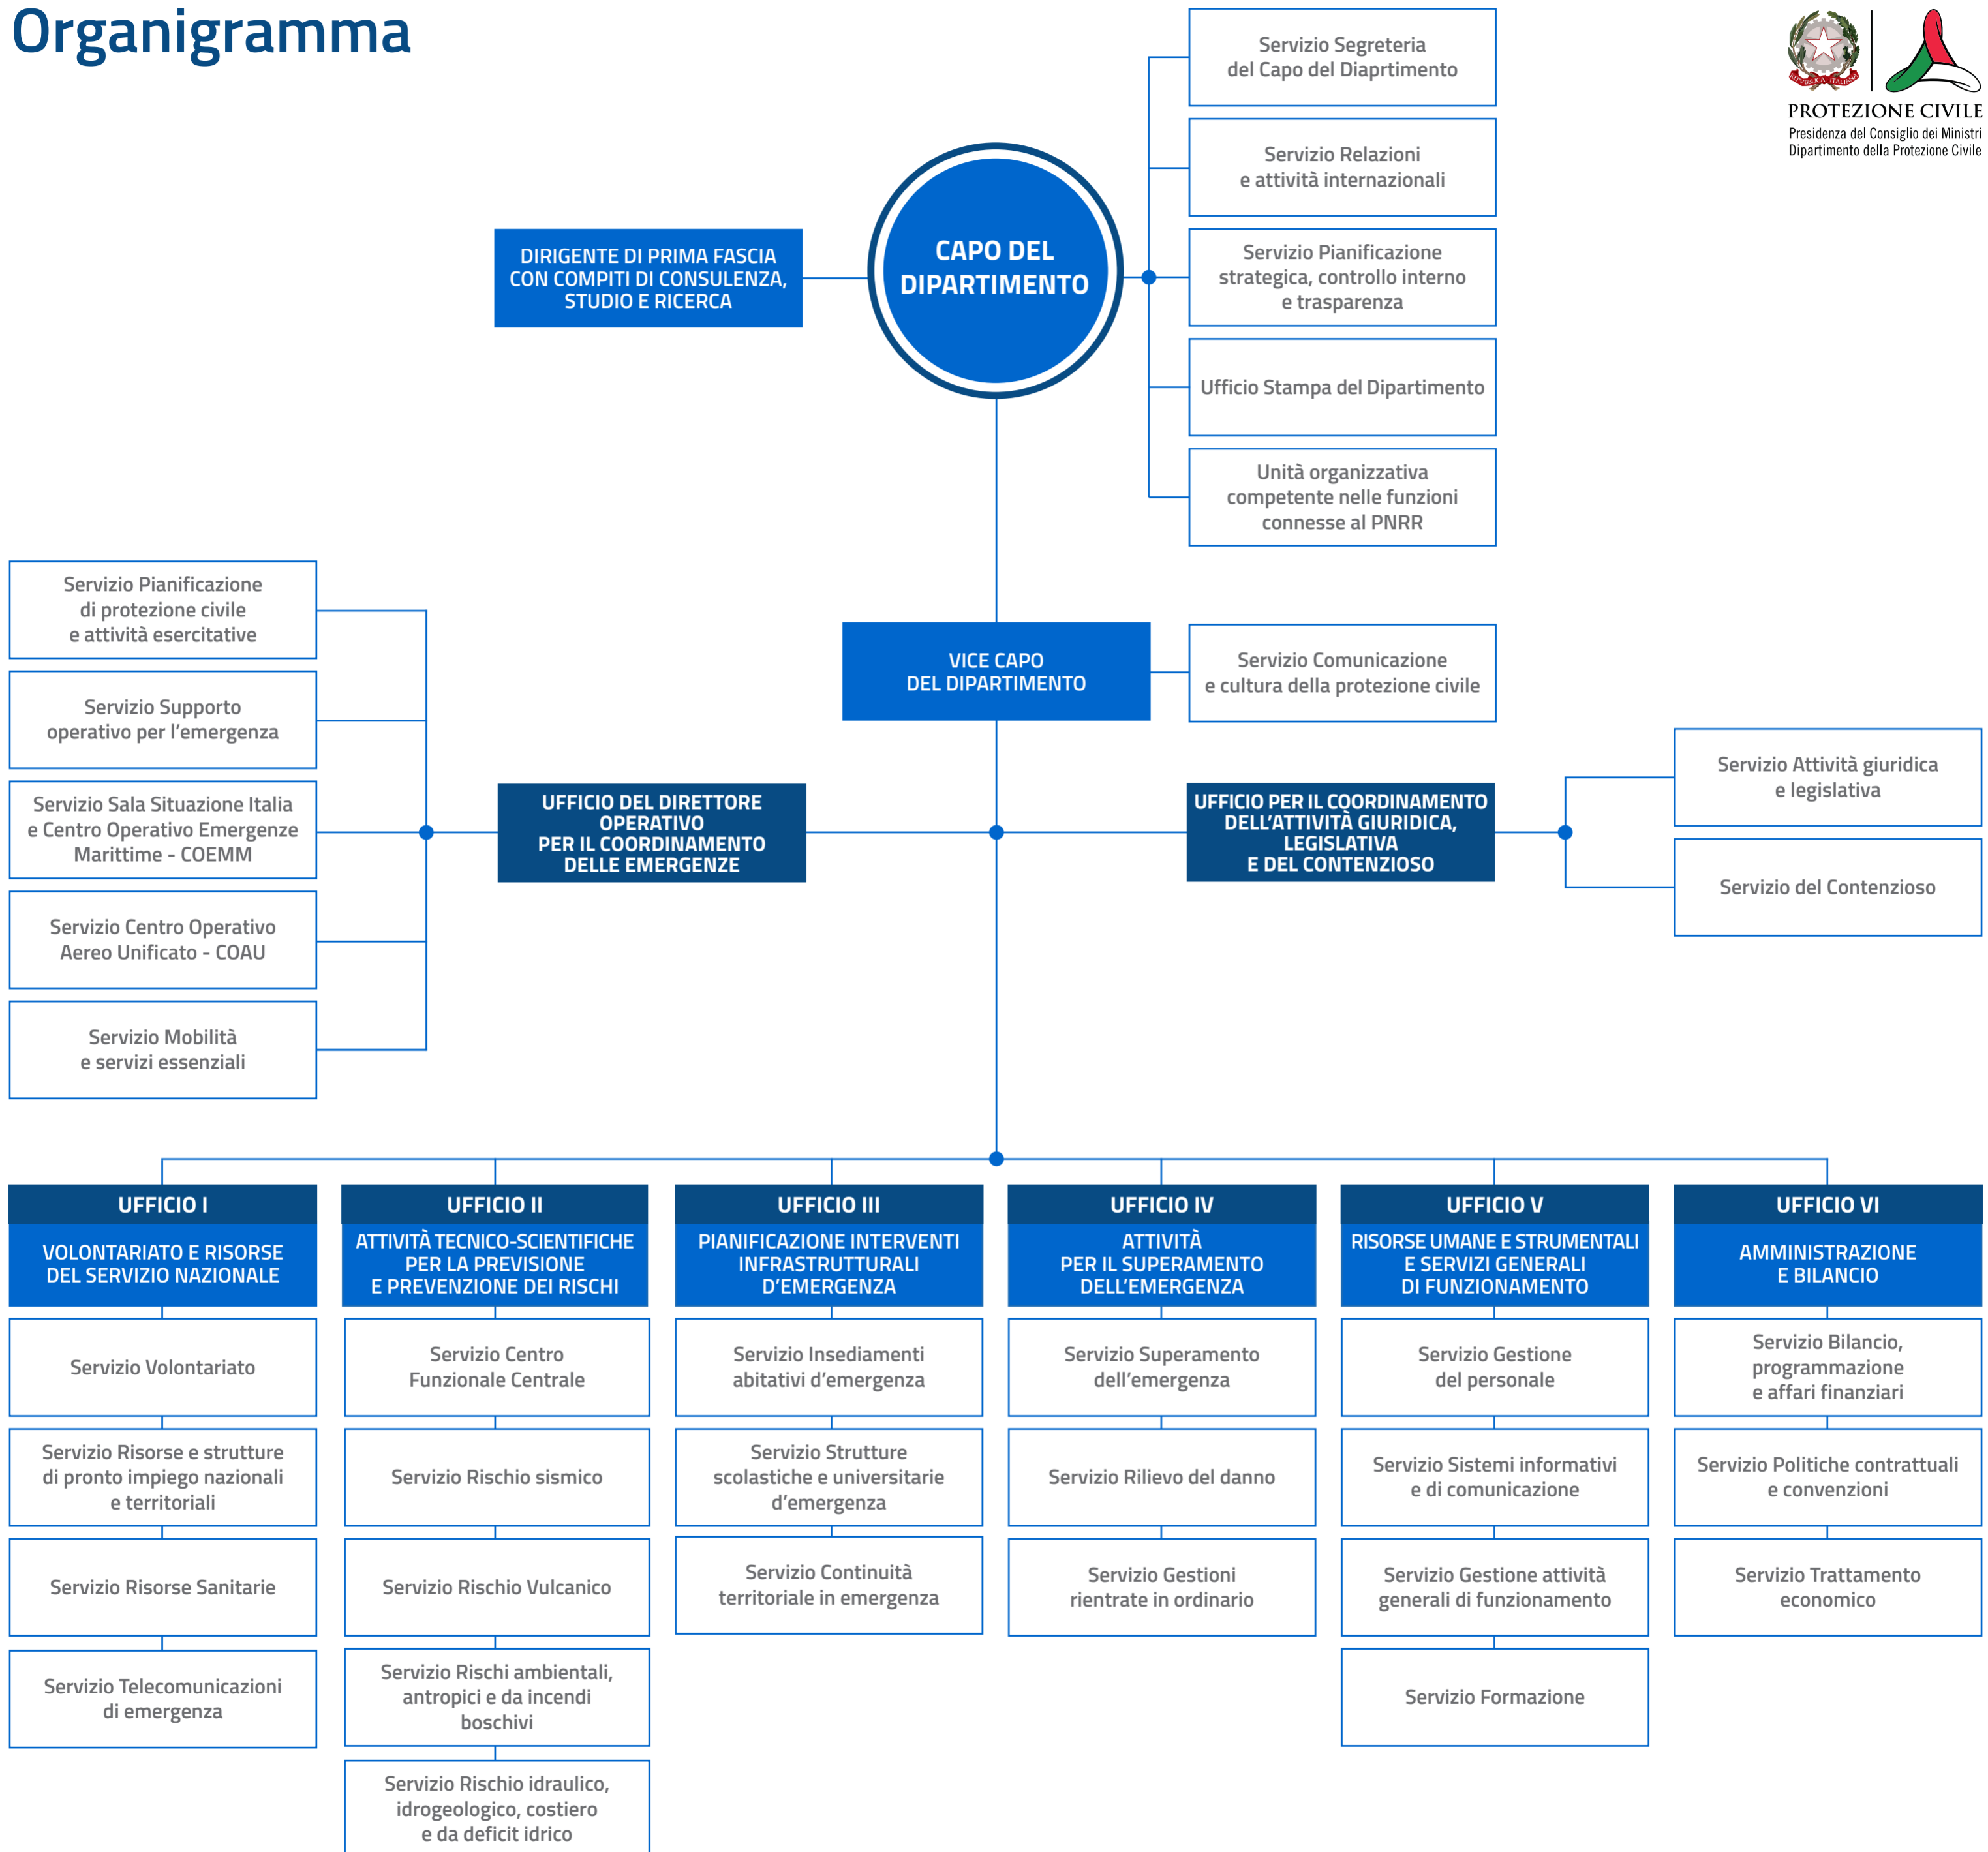 Organigramma
REPVBBLICA ITALIANA
PROTEZIONE CIVILE
Presidenza del Consiglio dei Ministri
Dipartimento della Protezione Civile
Servizio Segreteria
del Capo del Diaprtimento
Servizio Relazioni
e attività internazionali
Servizio Pianificazione
strategica, controllo interno
e trasparenza
Ufficio Stampa del Dipartimento
Unità organizzativa
competente nelle funzioni
connesse al PNRR
CAPO DEL
DIPARTIMENTO
DIRIGENTE DI PRIMA FASCIA
CON COMPITI DI CONSULENZA,
STUDIO E RICERCA
VICE CAPO
DEL DIPARTIMENTO
Servizio Comunicazione
e cultura della protezione civile
Servizio Pianificazione
di protezione civile
e attività esercitative
Servizio Supporto
operativo per l’emergenza
Servizio Sala Situazione Italia
e Centro Operativo Emergenze
Marittime - COEMM
Servizio Centro Operativo
Aereo Unificato - COAU
Servizio Mobilità
e servizi essenziali
UFFICIO DEL DIRETTORE
OPERATIVO
PER IL COORDINAMENTO
DELLE EMERGENZE
UFFICIO PER IL COORDINAMENTO
DELL’ATTIVITÀ GIURIDICA,
LEGISLATIVA
E DEL CONTENZIOSO
Servizio Attività giuridica
e legislativa
Servizio del Contenzioso
UFFICIO I
VOLONTARIATO E RISORSE
DEL SERVIZIO NAZIONALE
Servizio Volontariato
Servizio Risorse e strutture
di pronto impiego nazionali
e territoriali
Servizio Risorse Sanitarie
Servizio Telecomunicazioni
di emergenza
UFFICIO II
ATTIVITÀ TECNICO-SCIENTIFICHE
PER LA PREVISIONE
E PREVENZIONE DEI RISCHI
Servizio Centro
Funzionale Centrale
Servizio Rischio sismico
Servizio Rischio Vulcanico
Servizio Rischi ambientali,
antropici e da incendi
boschivi
Servizio Rischio idraulico,
idrogeologico, costiero
e da deficit idrico
UFFICIO III
PIANIFICAZIONE INTERVENTI
INFRASTRUTTURALI
D’EMERGENZA
Servizio Insediamenti
abitativi d’emergenza
Servizio Strutture
scolastiche e universitarie
d’emergenza
Servizio Continuità
territoriale in emergenza
UFFICIO IV
ATTIVITÀ
PER IL SUPERAMENTO
DELL’EMERGENZA
Servizio Superamento
dell’emergenza
Servizio Rilievo del danno
Servizio Gestioni
rientrate in ordinario
UFFICIO V
RISORSE UMANE E STRUMENTALI
E SERVIZI GENERALI
DI FUNZIONAMENTO
Servizio Gestione
del personale
Servizio Sistemi informativi
e di comunicazione
Servizio Gestione attività
generali di funzionamento
Servizio Formazione
UFFICIO VI
AMMINISTRAZIONE
E BILANCIO
Servizio Bilancio,
programmazione
e affari finanziari
Servizio Politiche contrattuali
e convenzioni
Servizio Trattamento
economico